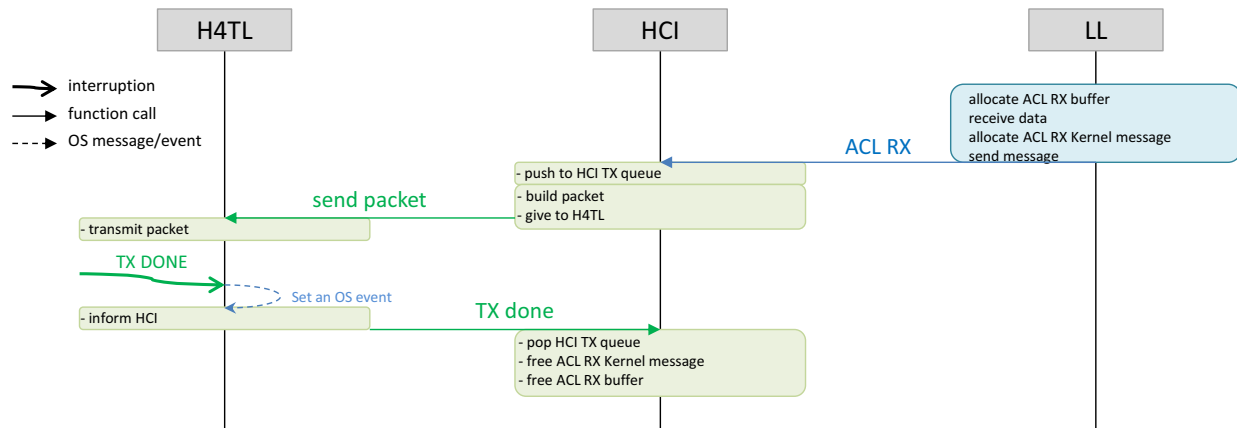 H4TL
HCI
LL
interruption
function call
OS message/event
allocate ACL RX buffer
receive data
allocate ACL RX Kernel message
send message
ACL RX
- push to HCI TX queue
- build packet
- give to H4TL
send packet
- transmit packet
TX DONE
Set an OS event
- inform HCI
TX done
- pop HCI TX queue
- free ACL RX Kernel message
- free ACL RX buffer